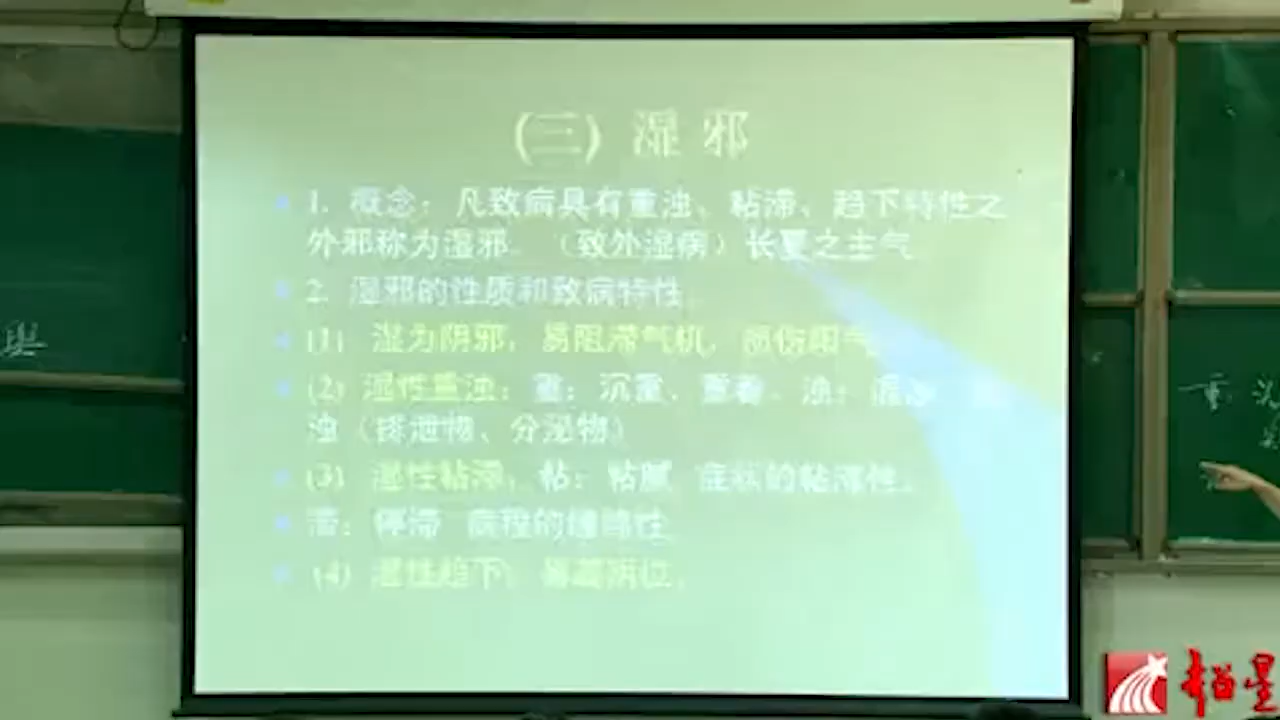 (三) 湿 邪
1. 概念：凡致病具有重浊、粘滞、趋下特性之
外邪称为湿邪。（致外湿病）长夏之主气
2. 湿邪的性质和致病特性
(1) 湿为阴邪，易阻滞气机，损伤阳气
(2) 湿性重浊：重：沉重、重着。浊：
浊（排泄物、分泌物）
(3) 湿性粘滞，粘：粘腻 症状的粘滞性。
滞：停滞 病程的缠绵性
(4) 湿性趋下，易袭阴位。
重